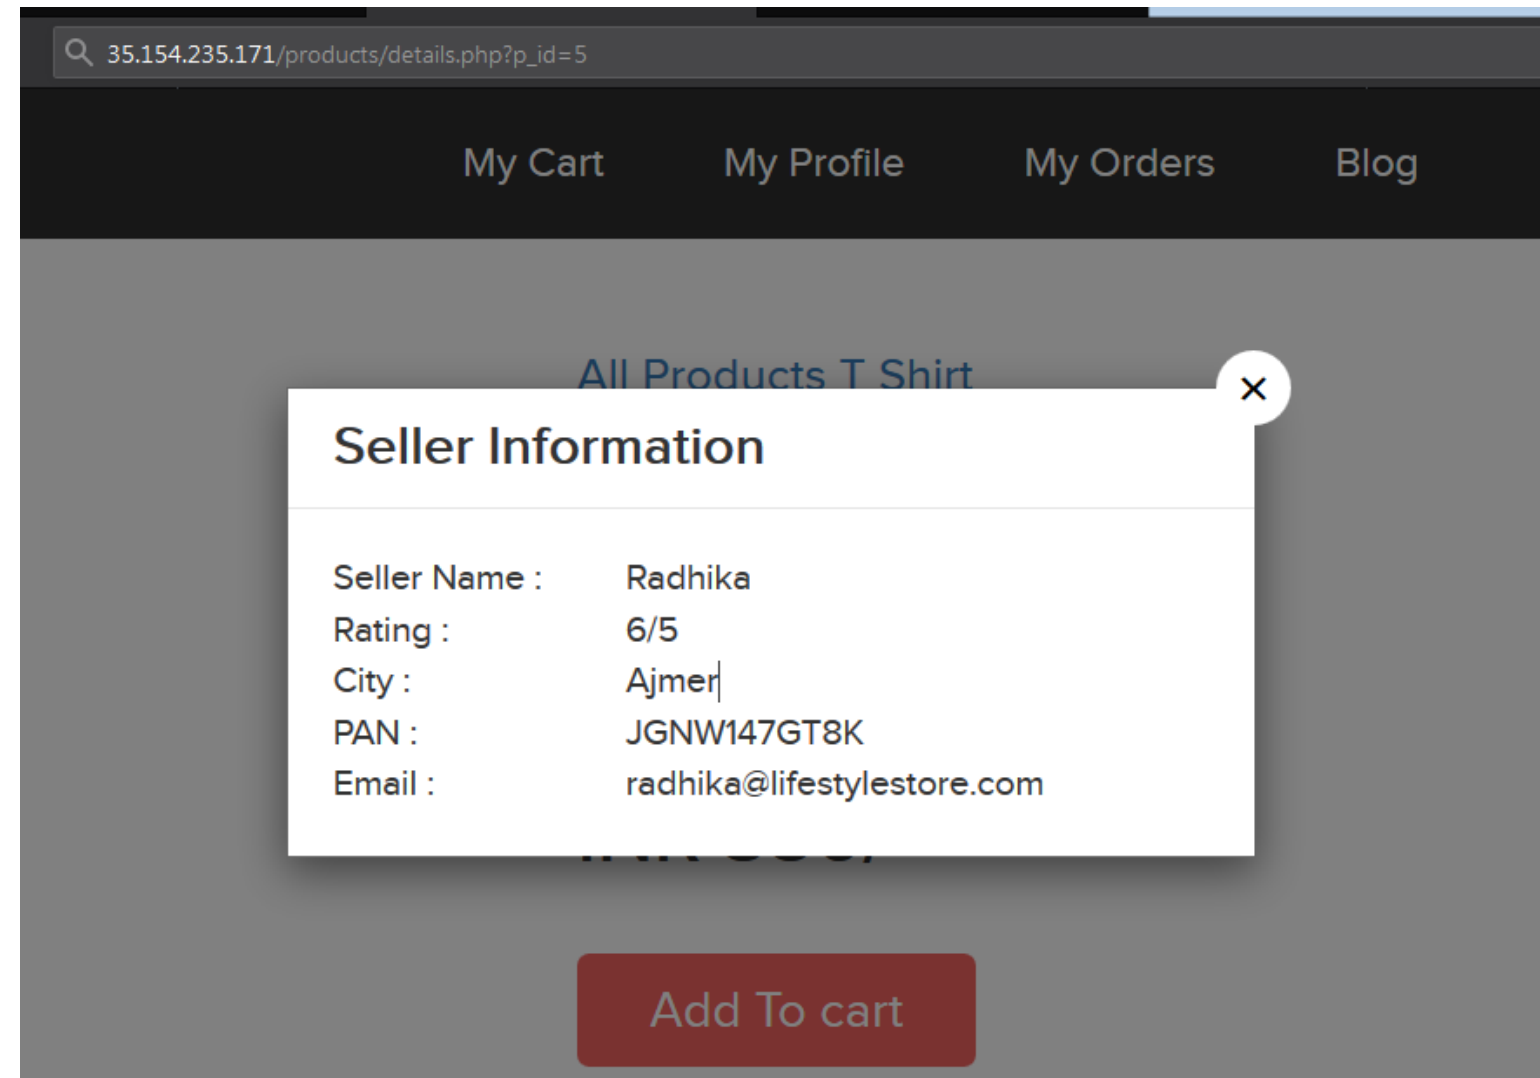 35.154.235.171/products/details.php?p_id=5
My Cart My Profile My Orders Blog
All Products T Shirt
Seller Information
Seller Name : Radhika
Rating : 6/5
City : Ajmer
PAN : JGNW147GT8K
Email : radhika@lifestylestore.com
Add To cart